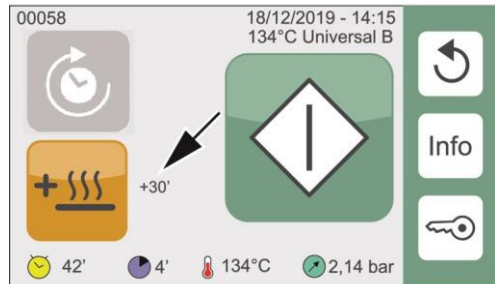 00058
18/12/2019 - 14:15
134°C Universal B
Info
+30'
42' 4' 134°C 2,14 bar